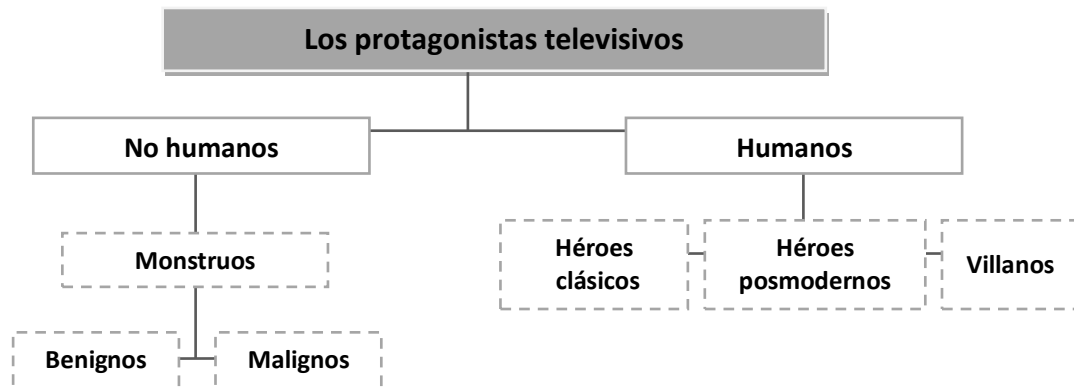 Los protagonistas televisivos
No humanos
Humanos
Monstruos
Héroes
clásicos
Héroes
posmodernos
Villanos
Benignos
Malignos